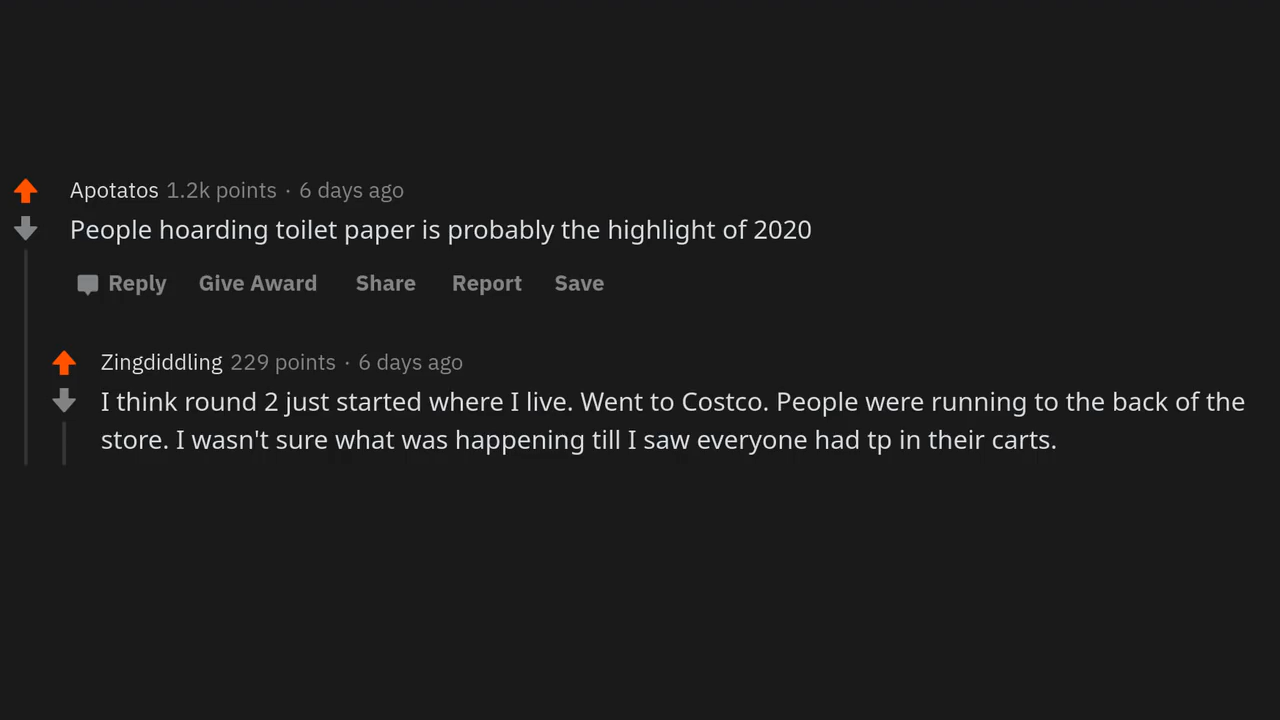 Apotatos 1.2k points · 6 days ago
People hoarding toilet paper is probably the highlight of 2020
Reply Give Award Share Report Save
Zingdiddling 229 points · 6 days ago
I think round 2 just started where I live. Went to Costco. People were running to the back of the
store. I wasn't sure what was happening till I saw everyone had tp in their carts.